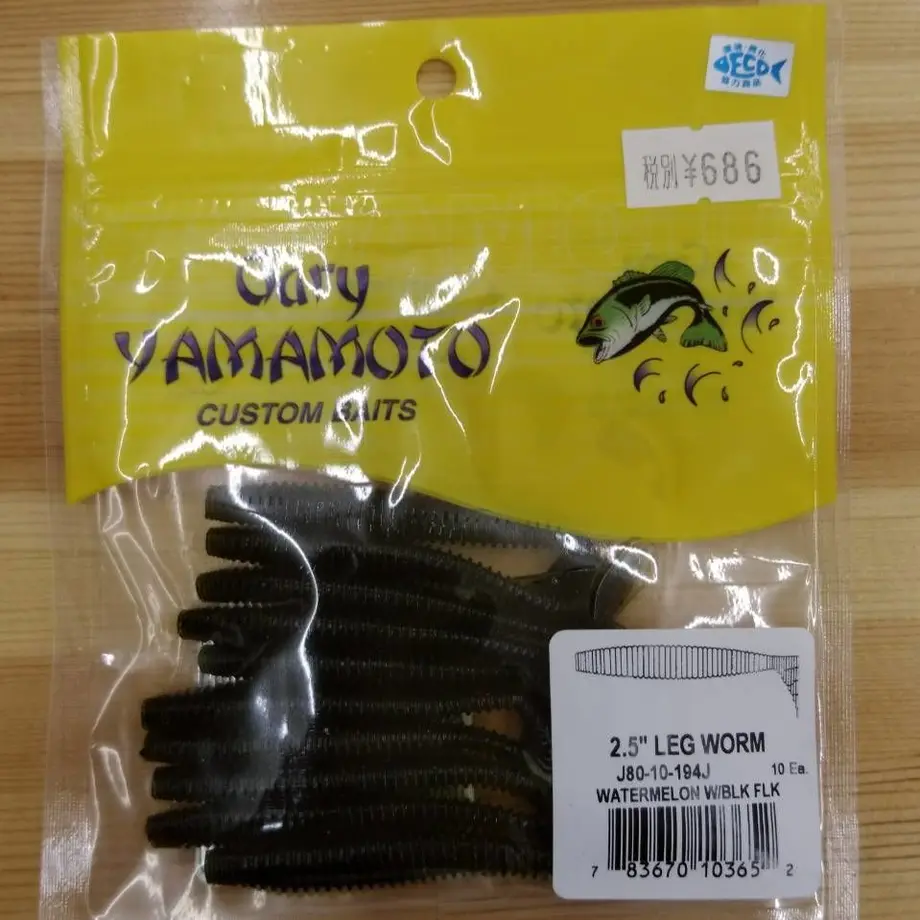 ECO
税別¥686
Gary
YAMAMOTO
CUSTOM BAITS
2.5" LEG WORM
J80-10-194J 10 Ea.
WATERMELON W/BLK FLK
7 83670 10365 2